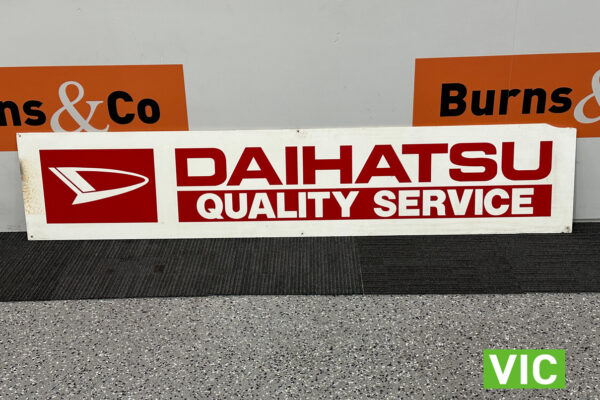 ns & Co
Burns &
DAIHATSU
QUALITY SERVICE
VIC